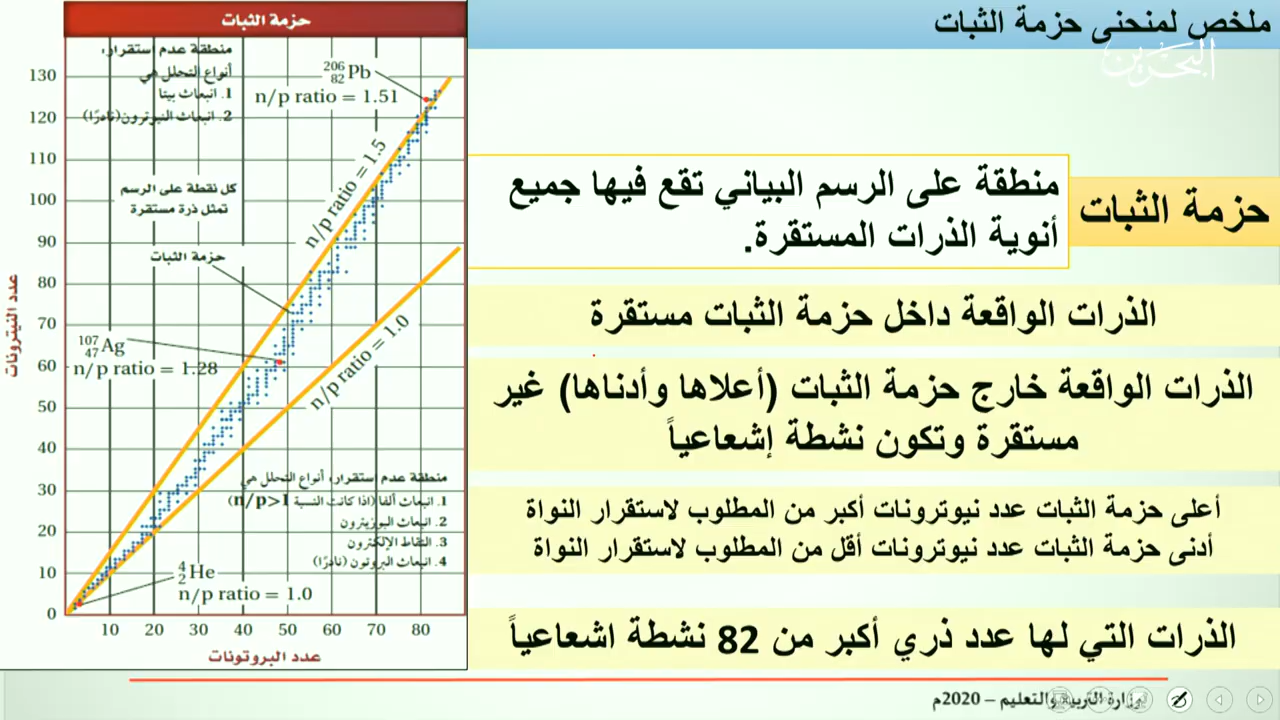 ملخص لمنحنى حزمة الثبات
البحرين
حزمة الثبات
منطقة على الرسم البياني تقع فيها جميع
أنوية الذرات المستقرة.
الذرات الواقعة داخل حزمة الثبات مستقرة
الذرات الواقعة خارج حزمة الثبات (أعلاها وأدناها) غير
مستقرة وتكون نشطة إشعاعياً
أعلى حزمة الثبات عدد نيوترونات أكبر من المطلوب لاستقرار النواة
أدنى حزمة الثبات عدد نيوترونات أقل من المطلوب لاستقرار النواة
الذرات التي لها عدد ذري أكبر من 82 نشطة اشعاعياً
حزمة الثبات
منطقة عدم استقرار،
أنواع التحلل هي
1. انبعاث بيتا
2. انبعاث النيوترون(نادرًا)
206 82 Pb
n/p ratio = 1.51
كل نقطة على الرسم
تمثل ذرة مستقرة
n/p ratio = 1.5
حزمة الثبات
107 47 Ag
n/p ratio = 1.28
n/p ratio = 1.0
منطقة عدم استقرار، أنواع التحلل هي
1. انبعاث ألفا (اذا كانت النسبة n/p>1)
2. انبعاث البوزيترون
3. التقاط الإلكترون
4. انبعاث البروتون (نادرًا)
4 2 He
n/p ratio = 1.0
عدد النيترونات
130
120
110
100
90
80
70
60
50
40
30
20
10
0
10 20 30 40 50 60 70 80
عدد البروتونات
وزارة التربية والتعليم – 2020م